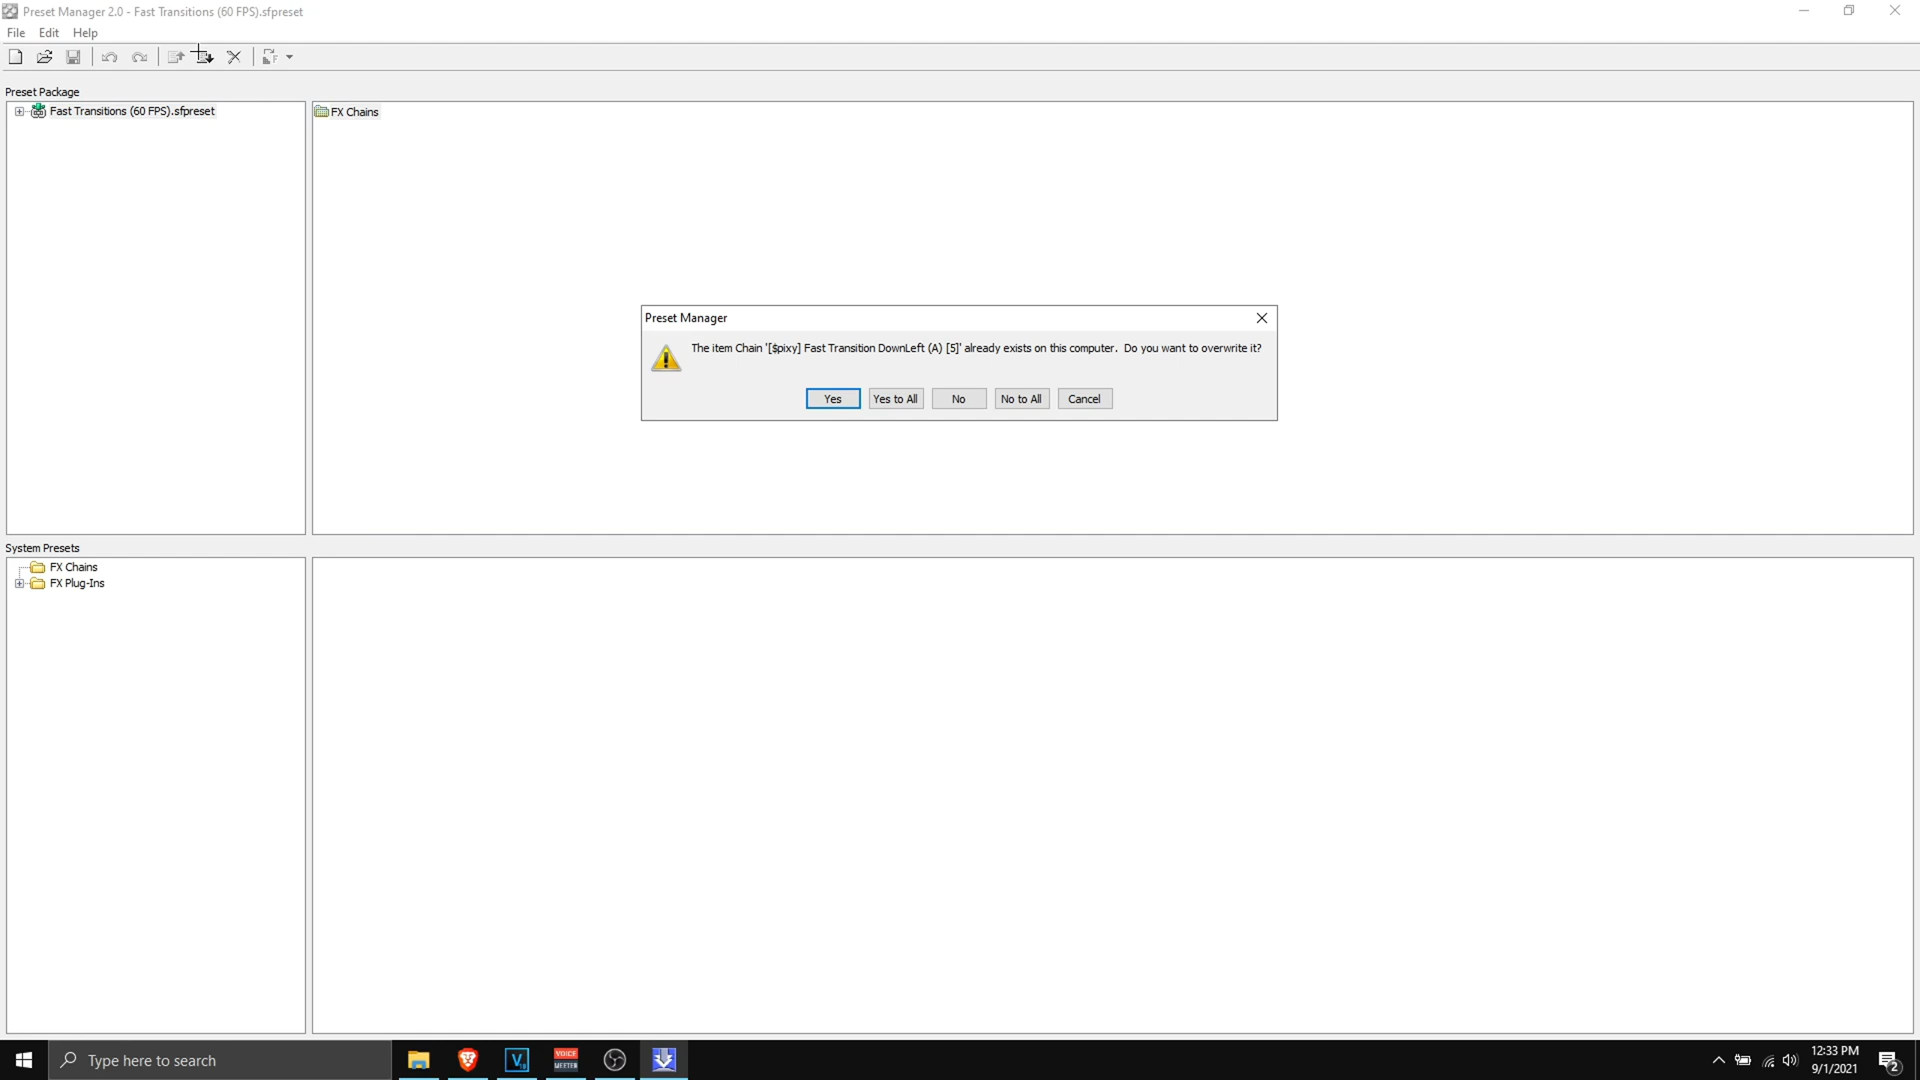 Preset Manager 2.0 - Fast Transitions (60 FPS).sfpreset
File Edit Help
Preset Package
Fast Transitions (60 FPS).sfpreset
FX Chains
Preset Manager
The item Chain '[$pixy] Fast Transition DownLeft (A) [5]' already exists on this computer. Do you want to overwrite it?
Yes Yes to All No No to All Cancel
System Presets
FX Chains
FX Plug-Ins
Type here to search
V
18
VOICE
MEETER
12:33 PM
9/1/2021
2